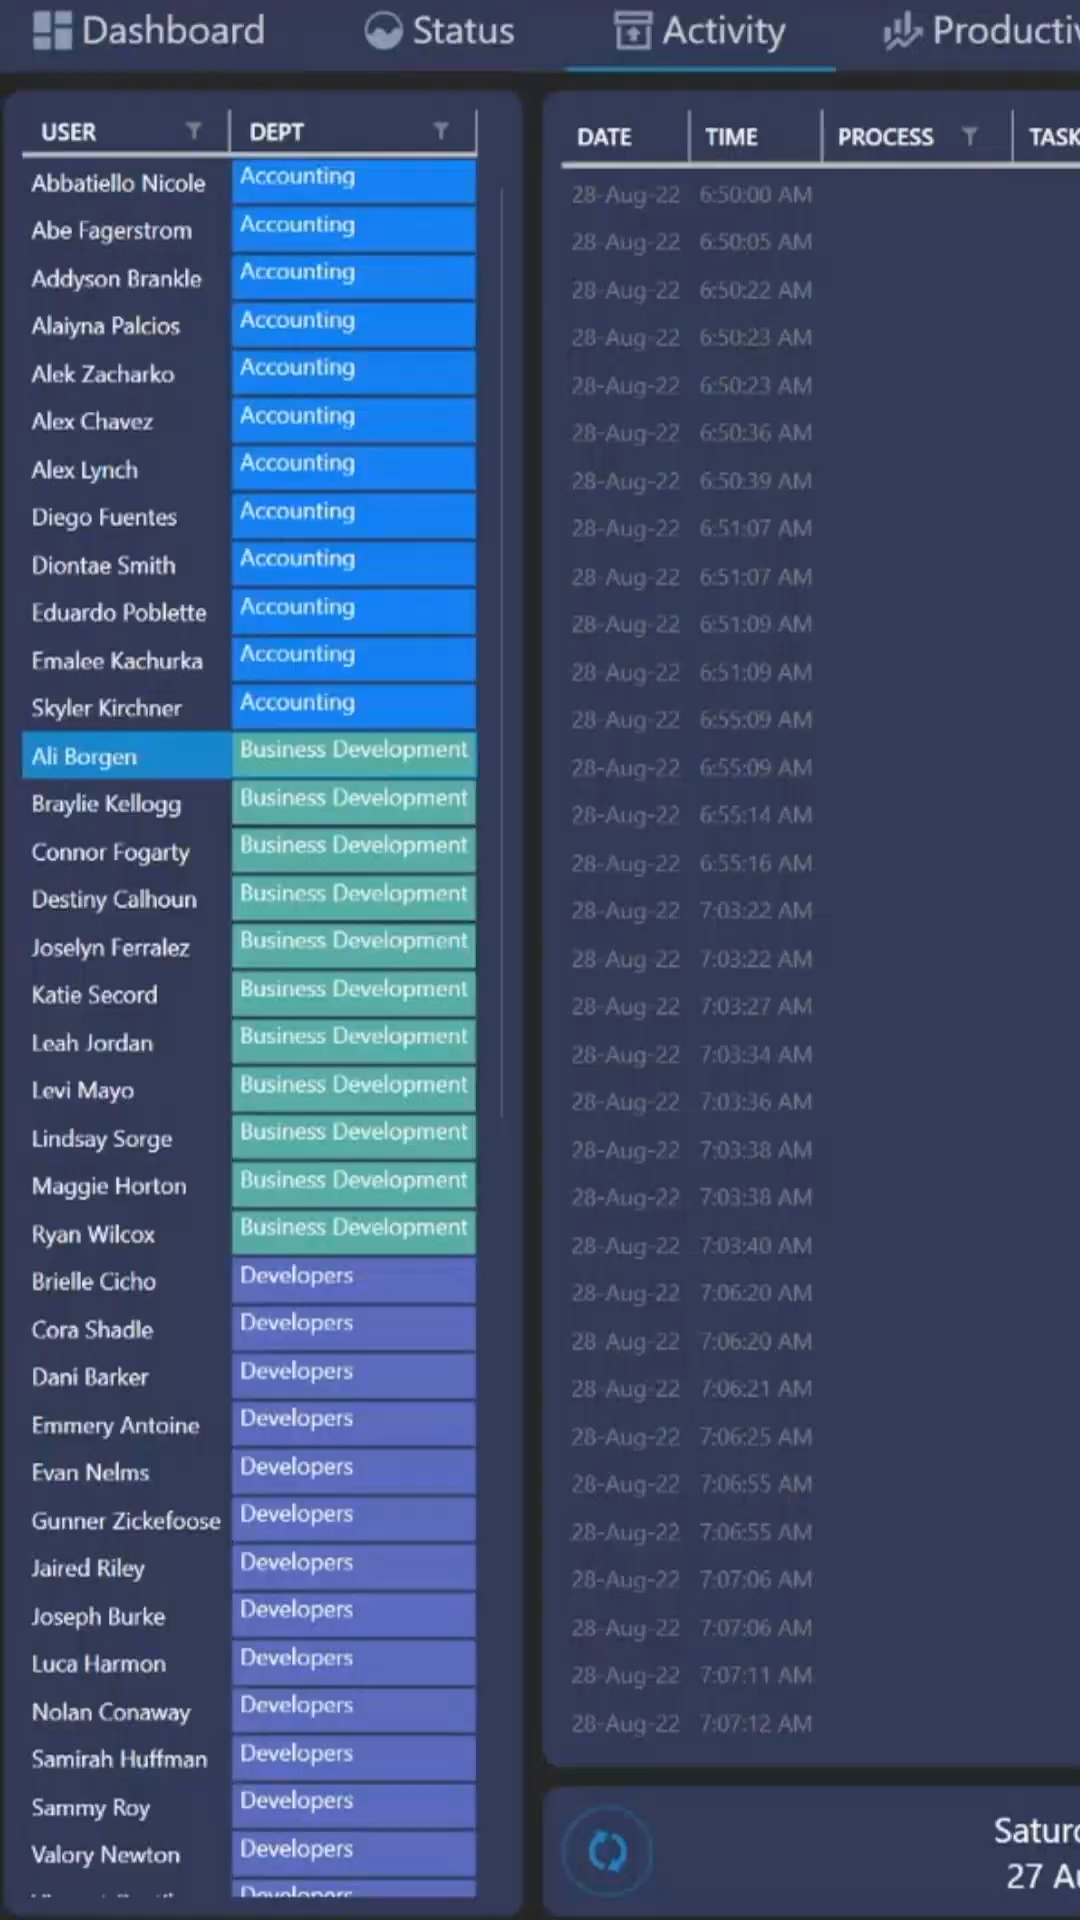 Dashboard Status Activity
USER DEPT
Abbatiello Nicole Accounting
Abe Fagerstrom Accounting
Addyson Brankle Accounting
Alaiyna Palcios Accounting
Alek Zacharko Accounting
Alex Chavez Accounting
Alex Lynch Accounting
Diego Fuentes Accounting
Diontae Smith Accounting
Eduardo Poblette Accounting
Emalee Kachurka Accounting
Skyler Kirchner Accounting
Ali Borgen Business Development
Braylie Kellogg Business Development
Connor Fogarty Business Development
Destiny Calhoun Business Development
Joselyn Ferralez Business Development
Katie Secord Business Development
Leah Jordan Business Development
Levi Mayo Business Development
Lindsay Sorge Business Development
Maggie Horton Business Development
Ryan Wilcox Business Development
Brielle Cicho Developers
Cora Shadle Developers
Dani Barker Developers
Emmery Antoine Developers
Evan Nelms Developers
Gunner Zickefoose Developers
Jaired Riley Developers
Joseph Burke Developers
Luca Harmon Developers
Nolan Conaway Developers
Samirah Huffman Developers
Sammy Roy Developers
Valory Newton Developers
Developers
DATE TIME PROCESS TASK
28-Aug-22 6:50:00 AM
28-Aug-22 6:50:05 AM
28-Aug-22 6:50:22 AM
28-Aug-22 6:50:23 AM
28-Aug-22 6:50:23 AM
28-Aug-22 6:50:36 AM
28-Aug-22 6:50:39 AM
28-Aug-22 6:51:07 AM
28-Aug-22 6:51:07 AM
28-Aug-22 6:51:09 AM
28-Aug-22 6:51:09 AM
28-Aug-22 6:55:09 AM
28-Aug-22 6:55:09 AM
28-Aug-22 6:55:14 AM
28-Aug-22 6:55:16 AM
28-Aug-22 7:03:22 AM
28-Aug-22 7:03:22 AM
28-Aug-22 7:03:27 AM
28-Aug-22 7:03:34 AM
28-Aug-22 7:03:36 AM
28-Aug-22 7:03:38 AM
28-Aug-22 7:03:38 AM
28-Aug-22 7:03:40 AM
28-Aug-22 7:06:20 AM
28-Aug-22 7:06:20 AM
28-Aug-22 7:06:21 AM
28-Aug-22 7:06:25 AM
28-Aug-22 7:06:55 AM
28-Aug-22 7:06:55 AM
28-Aug-22 7:07:06 AM
28-Aug-22 7:07:06 AM
28-Aug-22 7:07:11 AM
28-Aug-22 7:07:12 AM
27